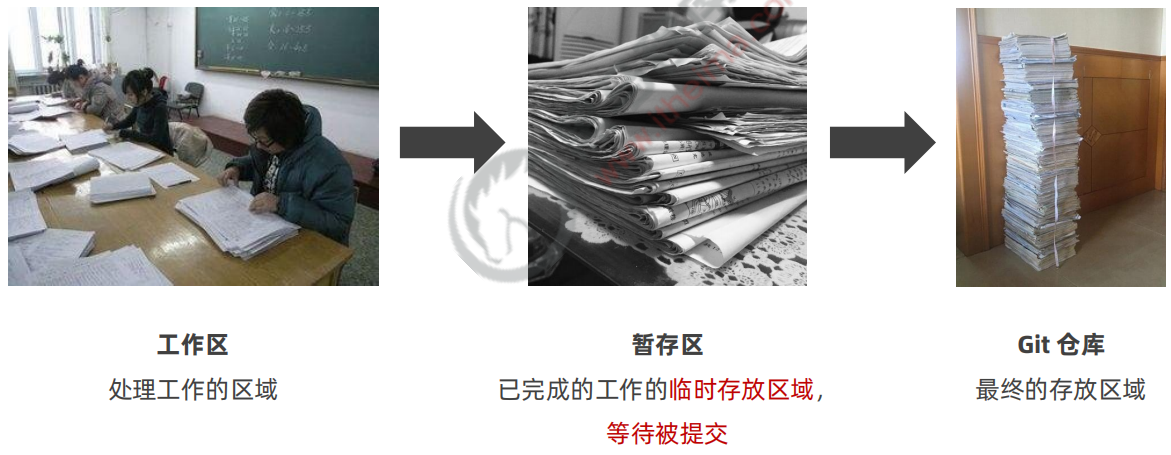 工作区
处理工作的区域
暂存区
已完成的工作的临时存放区域，
等待被提交
Git 仓库
最终的存放区域